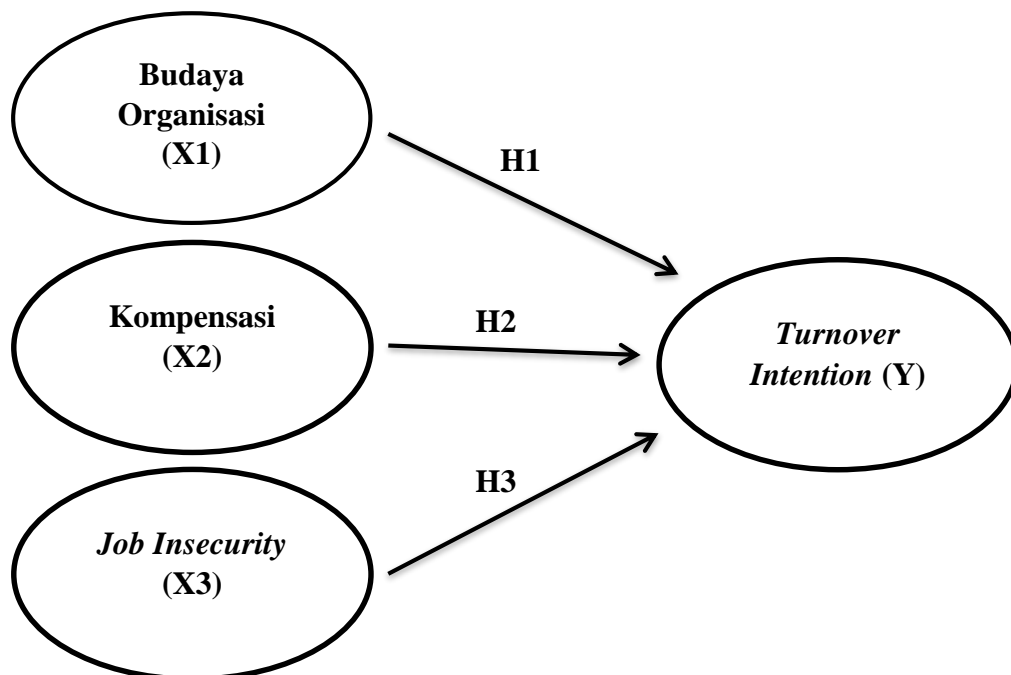 Budaya
Organisasi
(X1)
H1
Kompensasi
(X2)
H2
Turnover
Intention (Y)
Job Insecurity
(X3)
H3